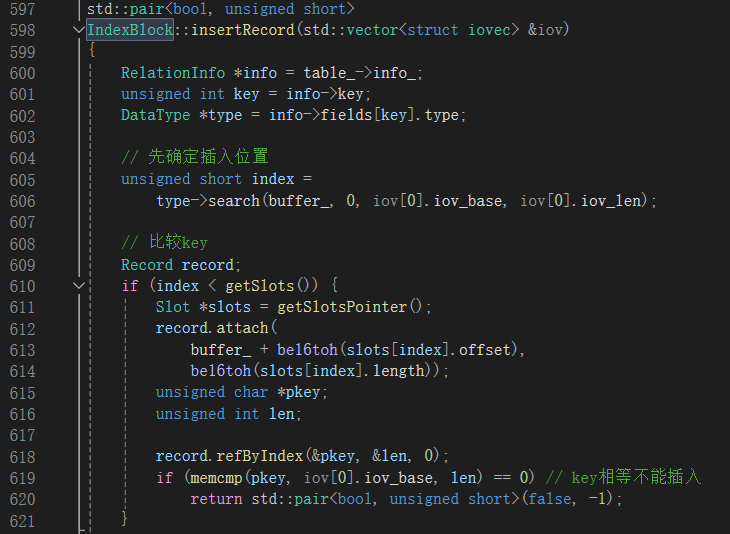 597 std::pair<bool, unsigned short>
598 IndexBlock::insertRecord(std::vector<struct iovec> &iov)
599 {
600     RelationInfo *info = table_->info_;
601     unsigned int key = info->key;
602     DataType *type = info->fields[key].type;
603
604     // 先确定插入位置
605     unsigned short index =
606         type->search(buffer_, 0, iov[0].iov_base, iov[0].iov_len);
607
608     // 比较key
609     Record record;
610     if (index < getSlots()) {
611         Slot *slots = getSlotsPointer();
612         record.attach(
613             buffer_ + be16toh(slots[index].offset),
614             be16toh(slots[index].length));
615         unsigned char *pkey;
616         unsigned int len;
617
618         record.refByIndex(&pkey, &len, 0);
619         if (memcmp(pkey, iov[0].iov_base, len) == 0) // key相等不能插入
620             return std::pair<bool, unsigned short>(false, -1);
621     }